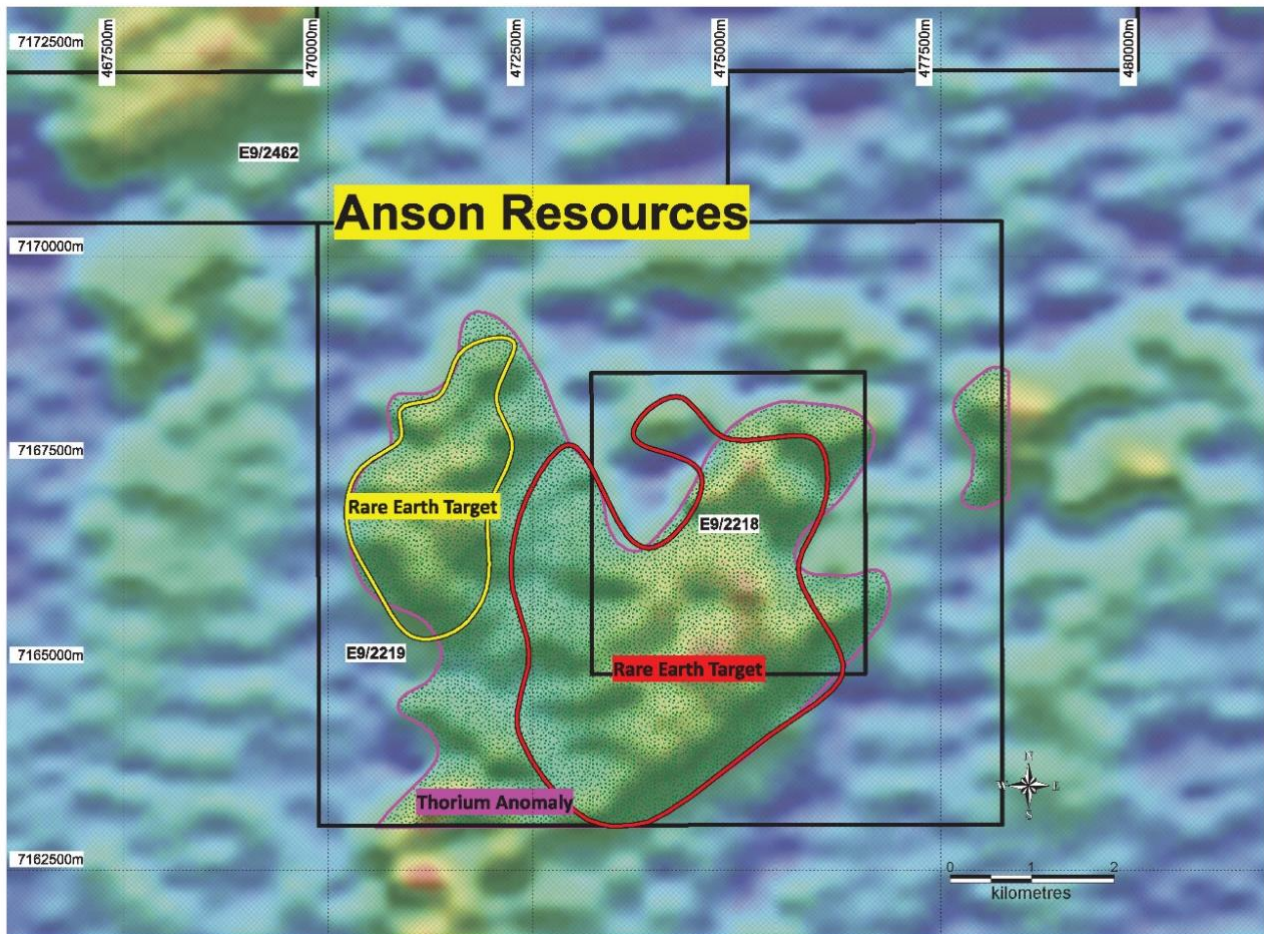 467500m
470000m
472500m
475000m
477500m
480000m
7172500m
E9/2462
Anson Resources
7170000m
7167500m
Rare Earth Target
E9/2218
E9/2219
7165000m
Rare Earth Target
Thorium Anomaly
N
W
E
S
7162500m
0
1
2
kilometres